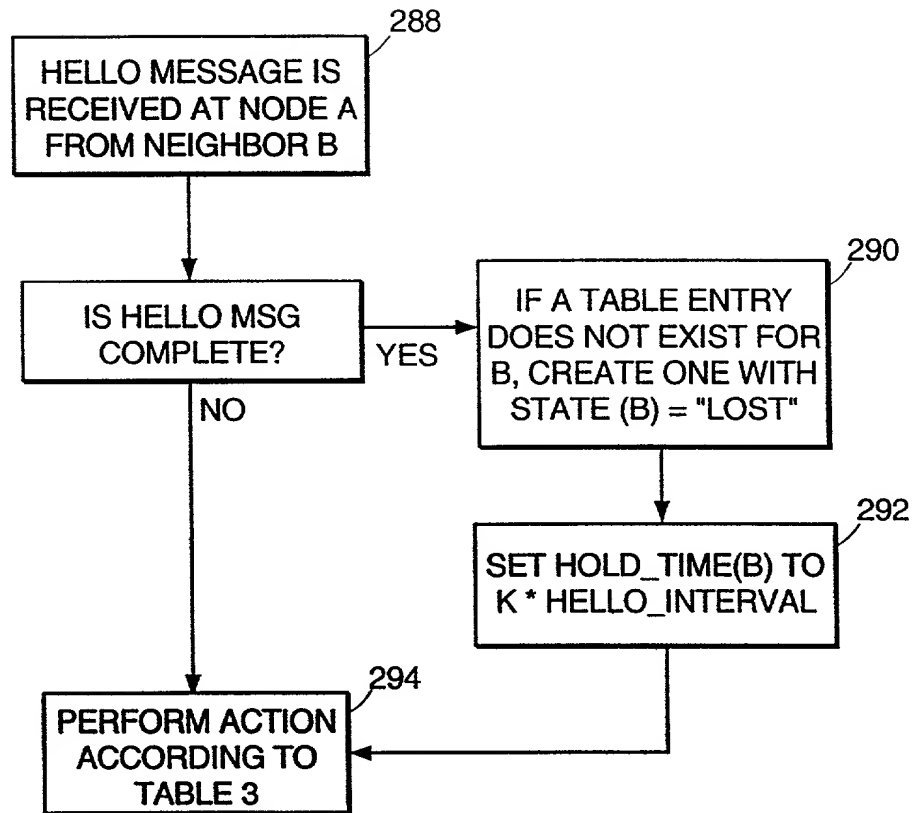 288
HELLO MESSAGE IS
RECEIVED AT NODE A
FROM NEIGHBOR B
IS HELLO MSG
COMPLETE?
YES
NO
290
IF A TABLE ENTRY
DOES NOT EXIST FOR
B, CREATE ONE WITH
STATE (B) = "LOST"
292
SET HOLD_TIME(B) TO
K * HELLO_INTERVAL
294
PERFORM ACTION
ACCORDING TO
TABLE 3